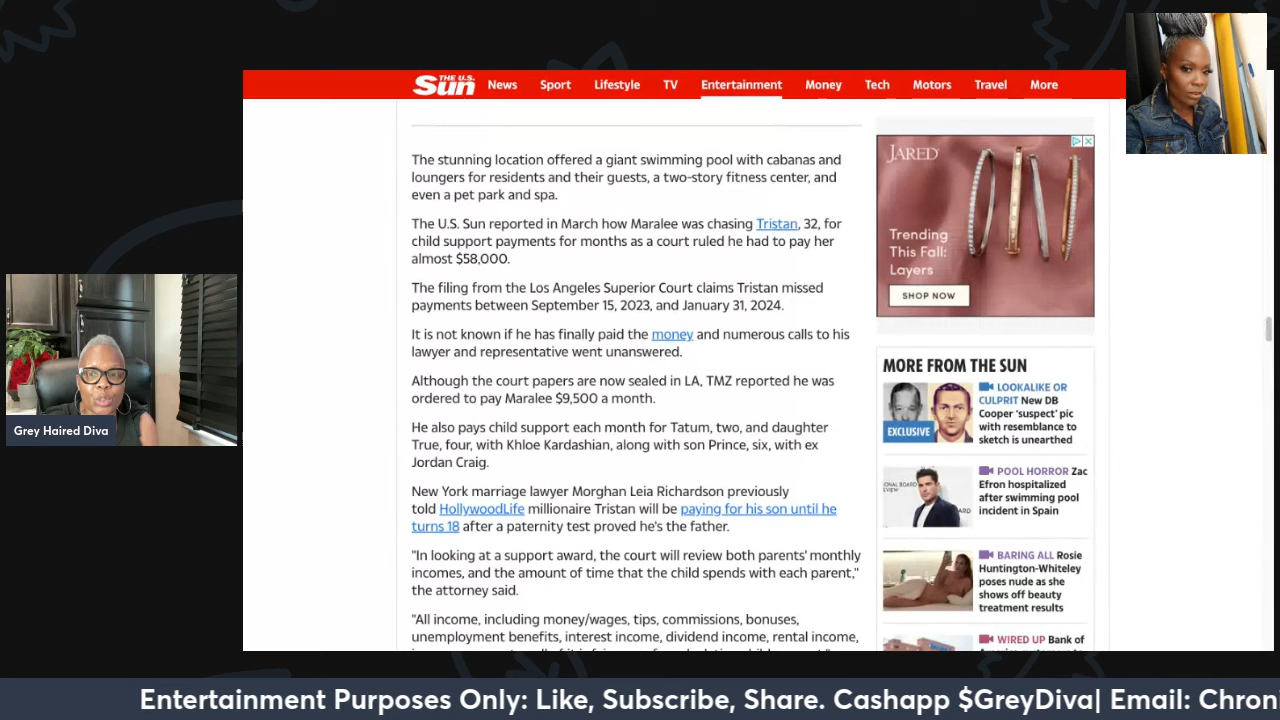 THE U.S. Sun News Sport Lifestyle TV Entertainment Money Tech Motors Travel More
The stunning location offered a giant swimming pool with cabanas and
loungers for residents and their guests, a two-story fitness center, and
even a pet park and spa.
The U.S. Sun reported in March how Maralee was chasing Tristan, 32, for
child support payments for months as a court ruled he had to pay her
almost $58,000.
The filing from the Los Angeles Superior Court claims Tristan missed
payments between September 15, 2023, and January 31, 2024.
It is not known if he has finally paid the money and numerous calls to his
lawyer and representative went unanswered.
Although the court papers are now sealed in LA, TMZ reported he was
ordered to pay Maralee $9,500 a month.
He also pays child support each month for Tatum, two, and daughter
True, four, with Khloe Kardashian, along with son Prince, six, with ex
Jordan Craig.
New York marriage lawyer Morghan Leia Richardson previously
told HollywoodLife millionaire Tristan will be paying for his son until he
turns 18 after a paternity test proved he's the father.
"In looking at a support award, the court will review both parents' monthly
incomes, and the amount of time that the child spends with each parent,"
the attorney said.
"All income, including money/wages, tips, commissions, bonuses,
unemployment benefits, interest income, dividend income, rental income,
JARED
Trending
This Fall:
Layers
SHOP NOW
MORE FROM THE SUN
LOOKALIKE OR
CULPRIT New DB
Cooper 'suspect' pic
with resemblance to
sketch is unearthed
EXCLUSIVE
POOL HORROR Zac
Efron hospitalized
after swimming pool
incident in Spain
BARING ALL Rosie
Huntington-Whiteley
poses nude as she
shows off beauty
treatment results
WIRED UP Bank of
Grey Haired Diva
Entertainment Purposes Only: Like, Subscribe, Share. Cashapp $GreyDiva| Email: Chron